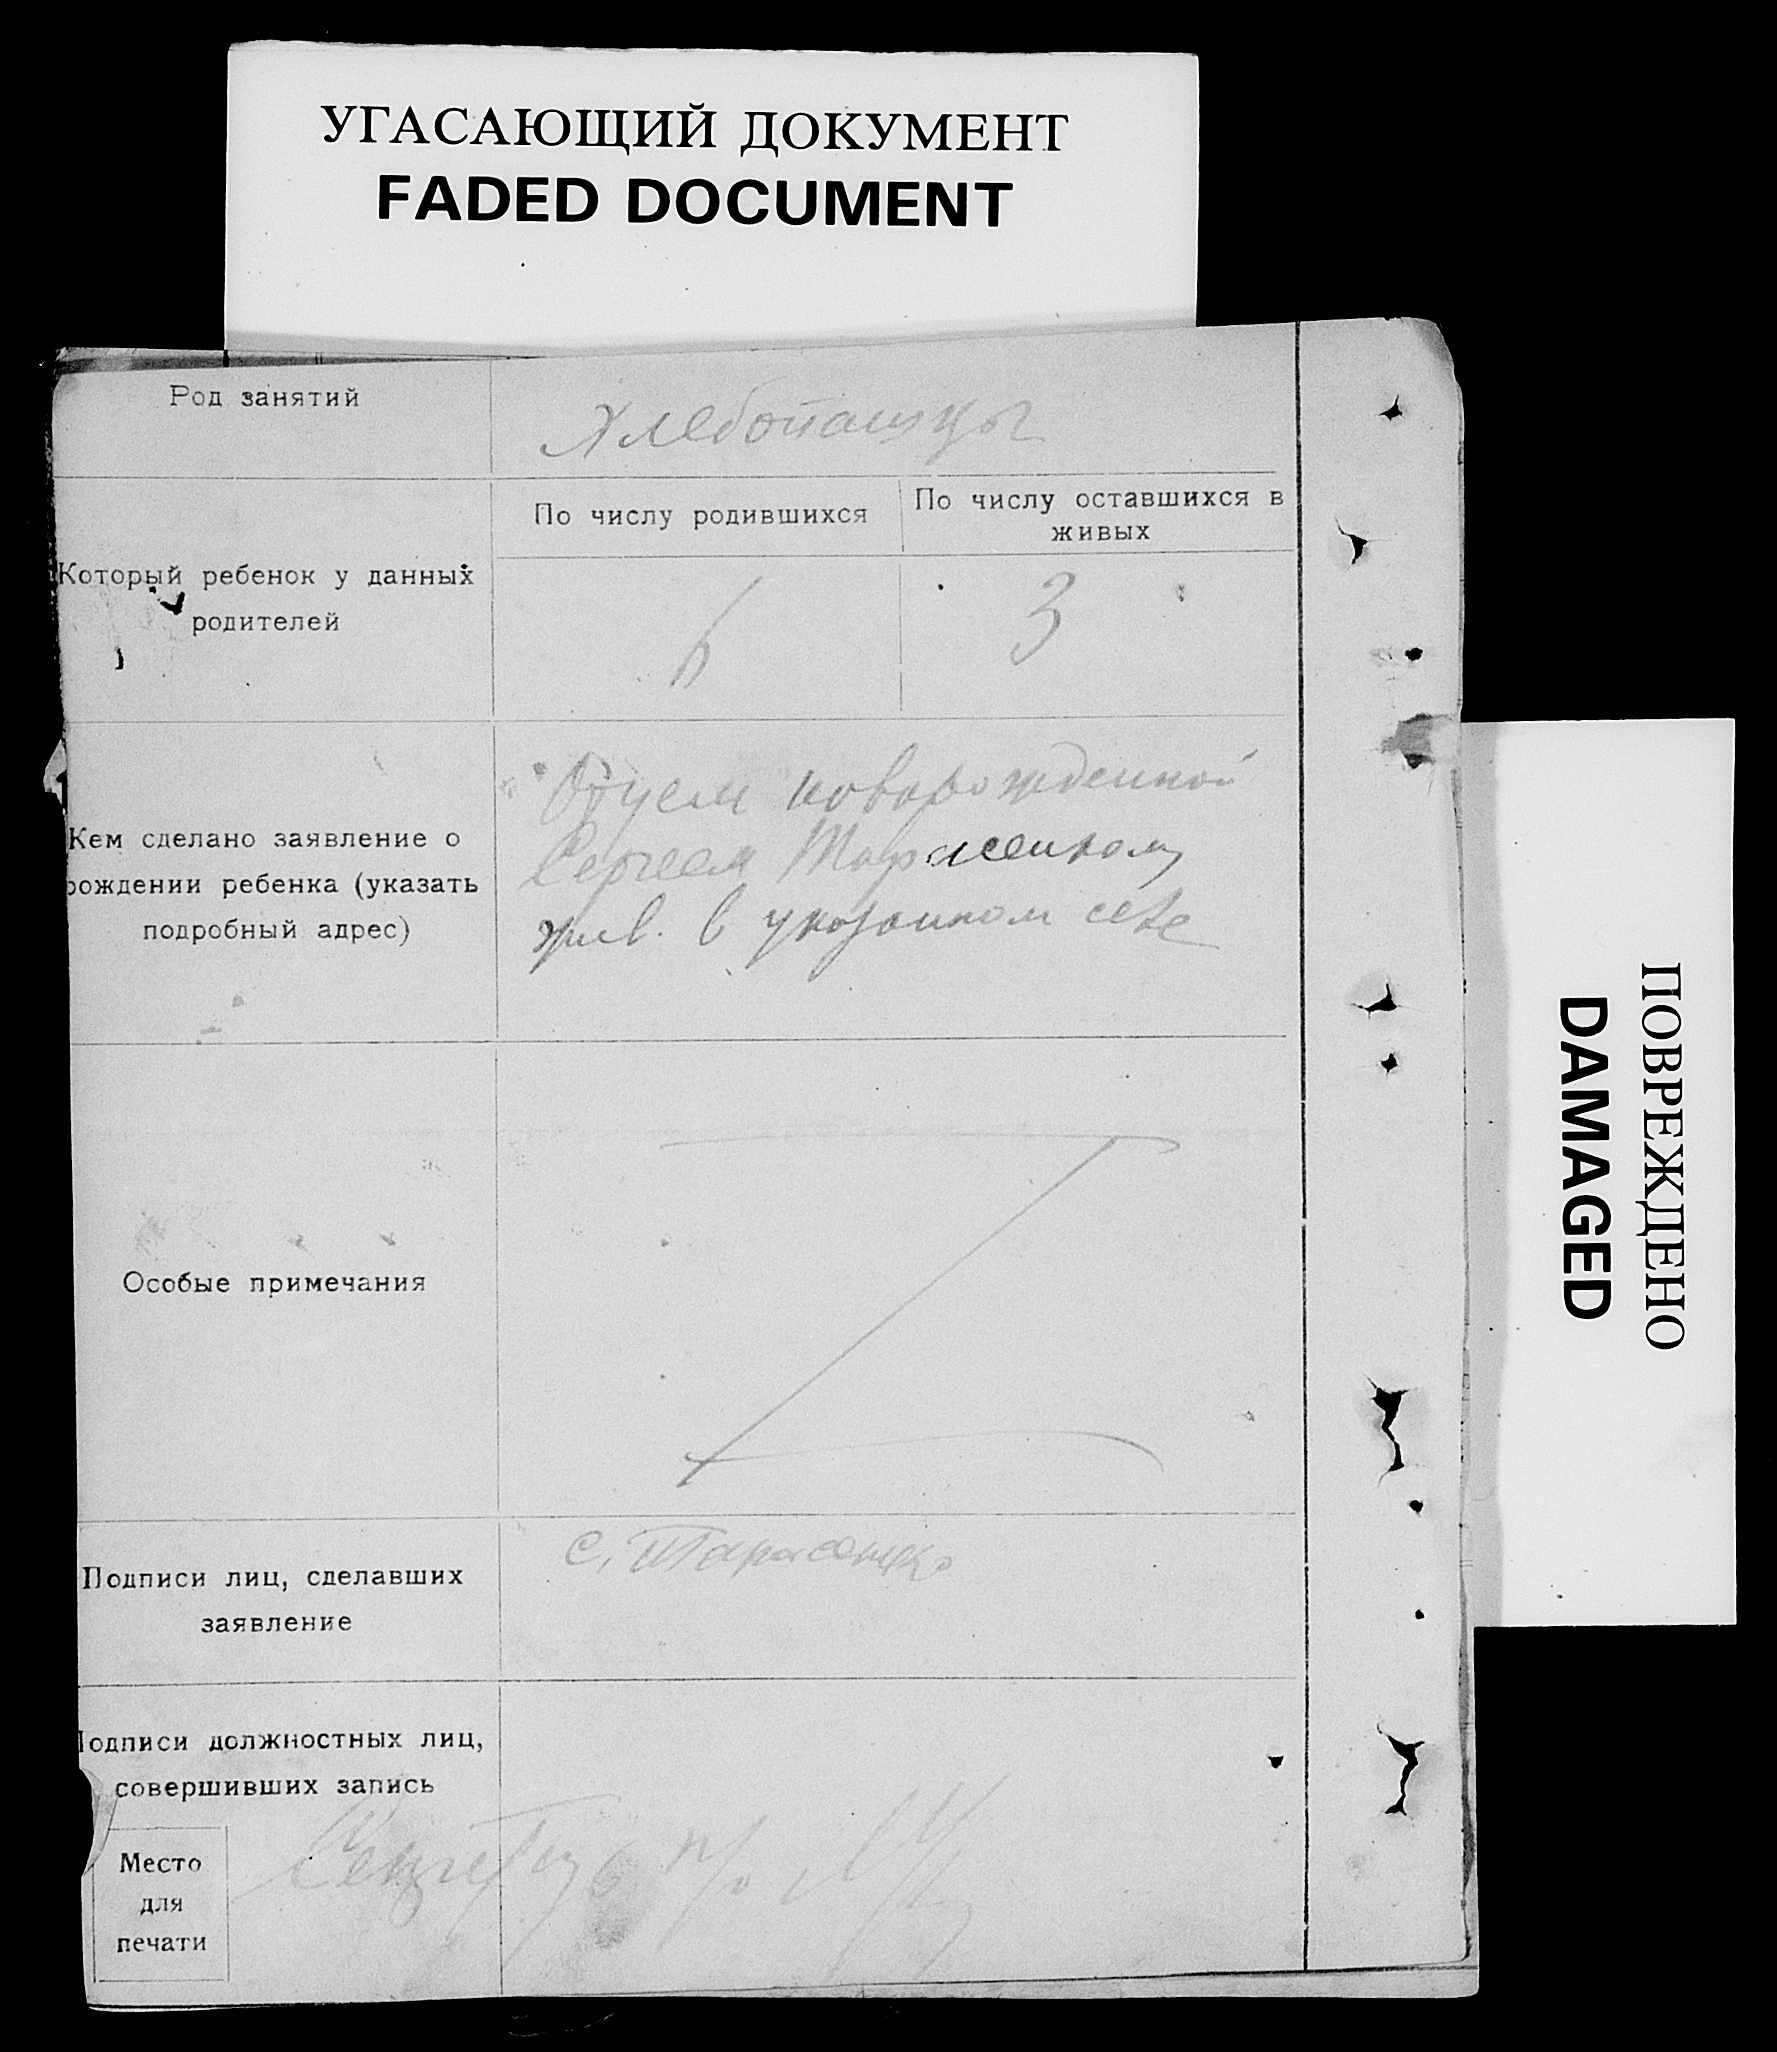 УГАСАЮЩИЙ ДОКУМЕНТ
FADED DOCUMENT
Род занятий
Хлебопашцы
Который ребенок у данных
родителей
По числу родившихся
По числу оставшихся в
живых
6
3
Кем сделано заявление о
рождении ребенка (указать
подробный адрес)
Отцем новорожденной
Сергеем
жив. в указанном селе
Особые примечания
Подписи лиц, сделавших
заявление
С. Тарасенко
Подписи должностных лиц,
совершивших запись
Место
для
печати
ПОВРЕЖДЕНО
DAMAGED